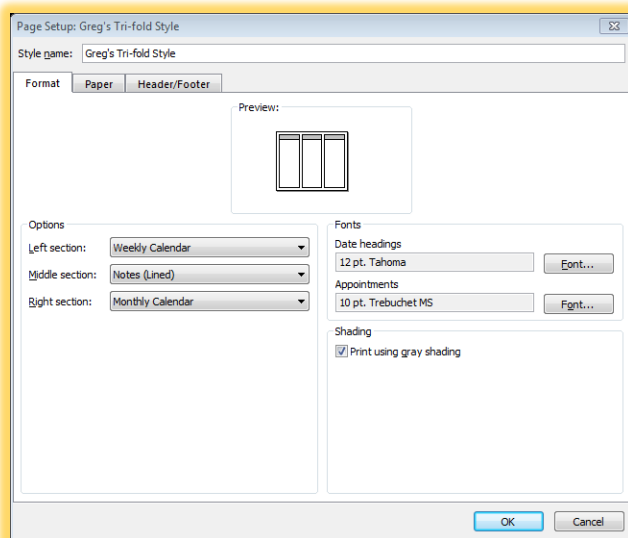 Page Setup: Greg's Tri-fold Style
Style name: Greg's Tri-fold Style
Format Paper Header/Footer
Preview:
Options
Left section: Weekly Calendar
Middle section: Notes (Lined)
Right section: Monthly Calendar
Fonts
Date headings
12 pt. Tahoma Font...
Appointments
10 pt. Trebuchet MS Font...
Shading
Print using gray shading
OK Cancel